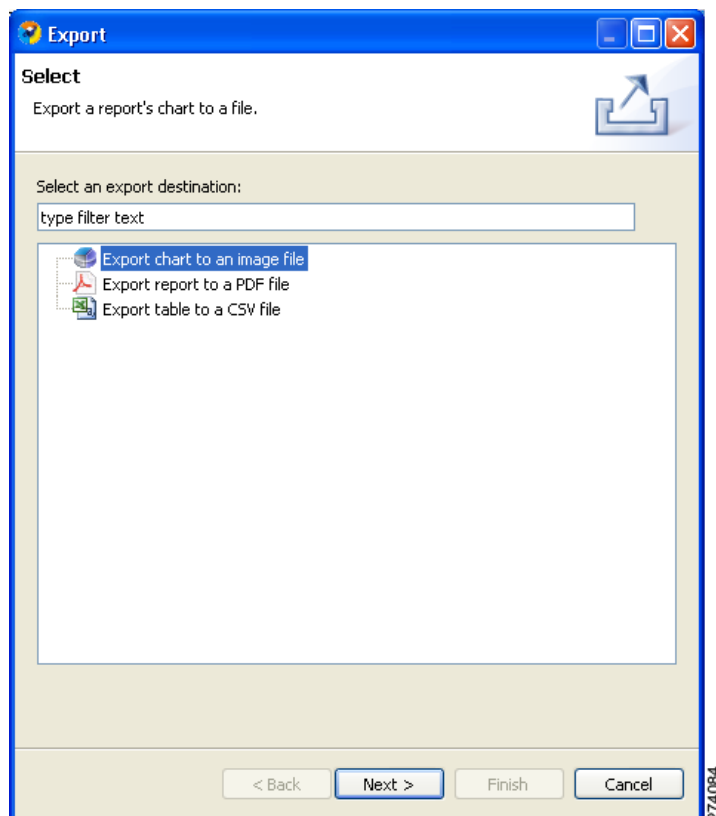 Export
Select
Export a report's chart to a file.
Select an export destination:
type filter text
Export chart to an image file
Export report to a PDF file
Export table to a CSV file
< Back Next > Finish Cancel
274084